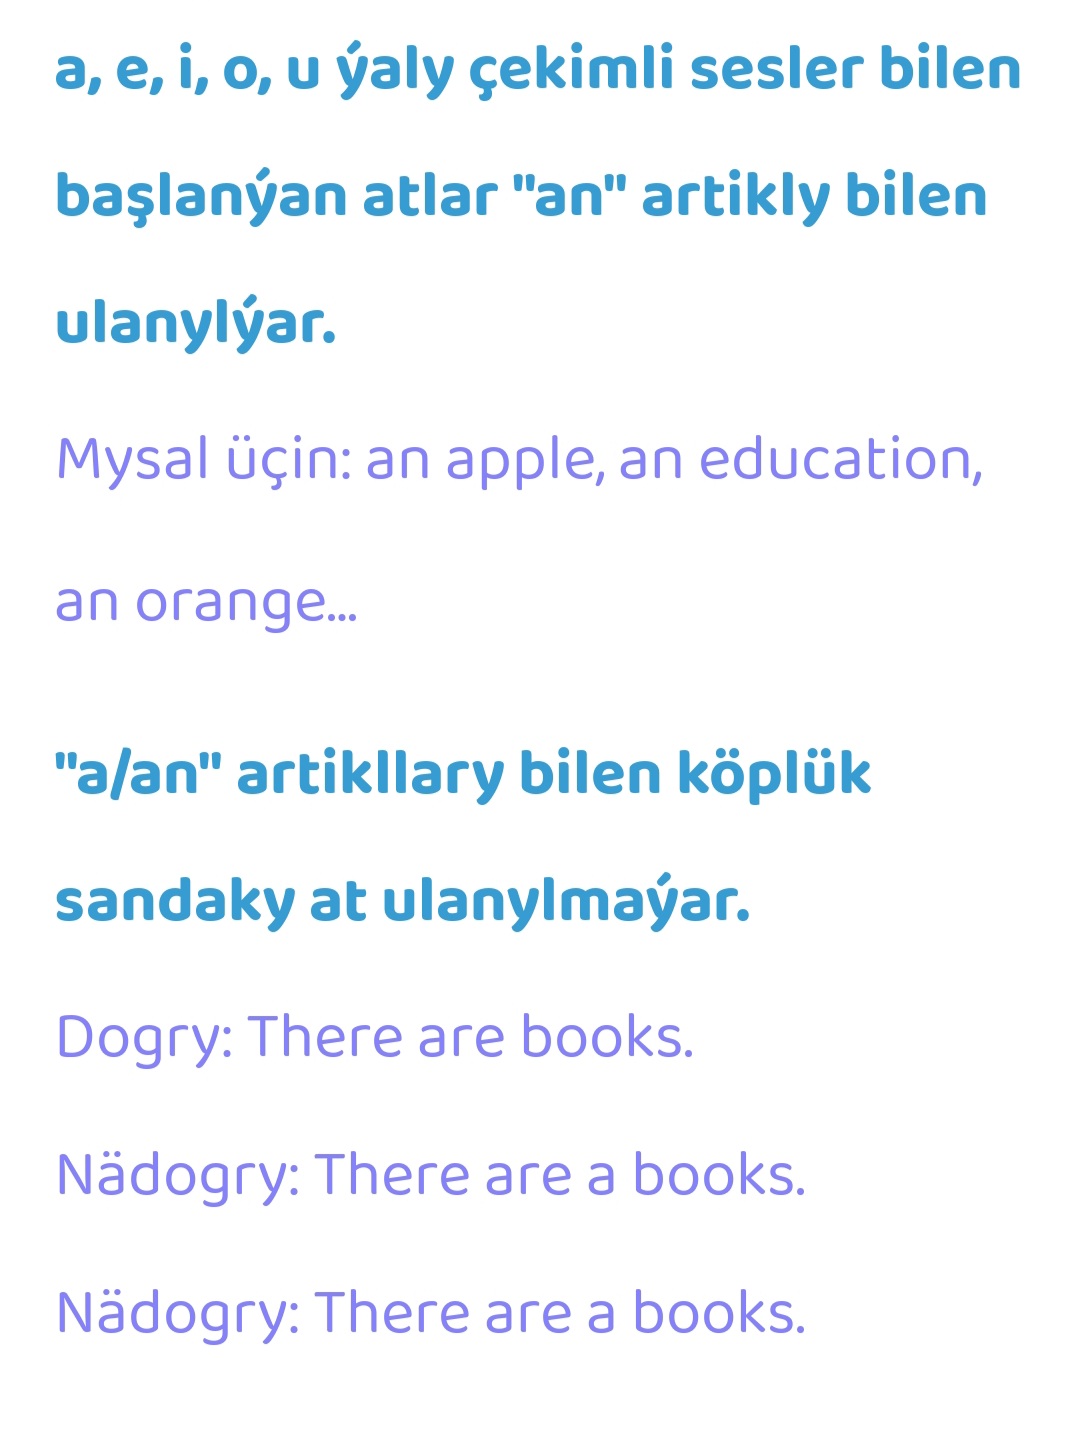 a, e, i, o, u ýaly çekimli sesler bilen
başlanýan atlar "an" artikly bilen
ulanylýar.
Mysal üçin: an apple, an education,
an orange...
"a/an" artikllary bilen köplük
sandaky at ulanylmaýar.
Dogry: There are books.
Nädogry: There are a books.
Nädogry: There are a books.